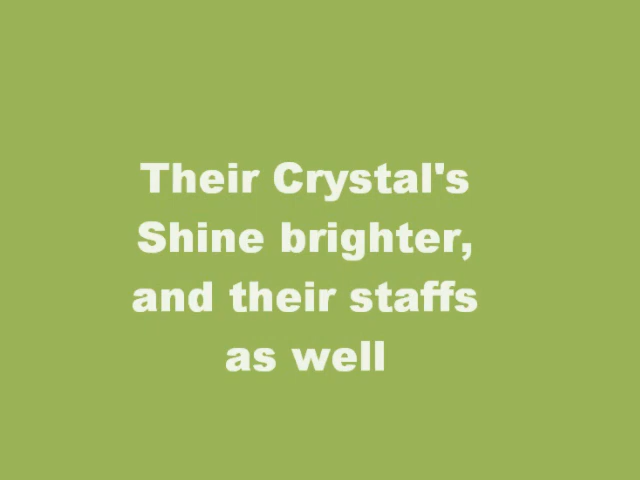 Their Crystal's
Shine brighter,
and their staffs
as well